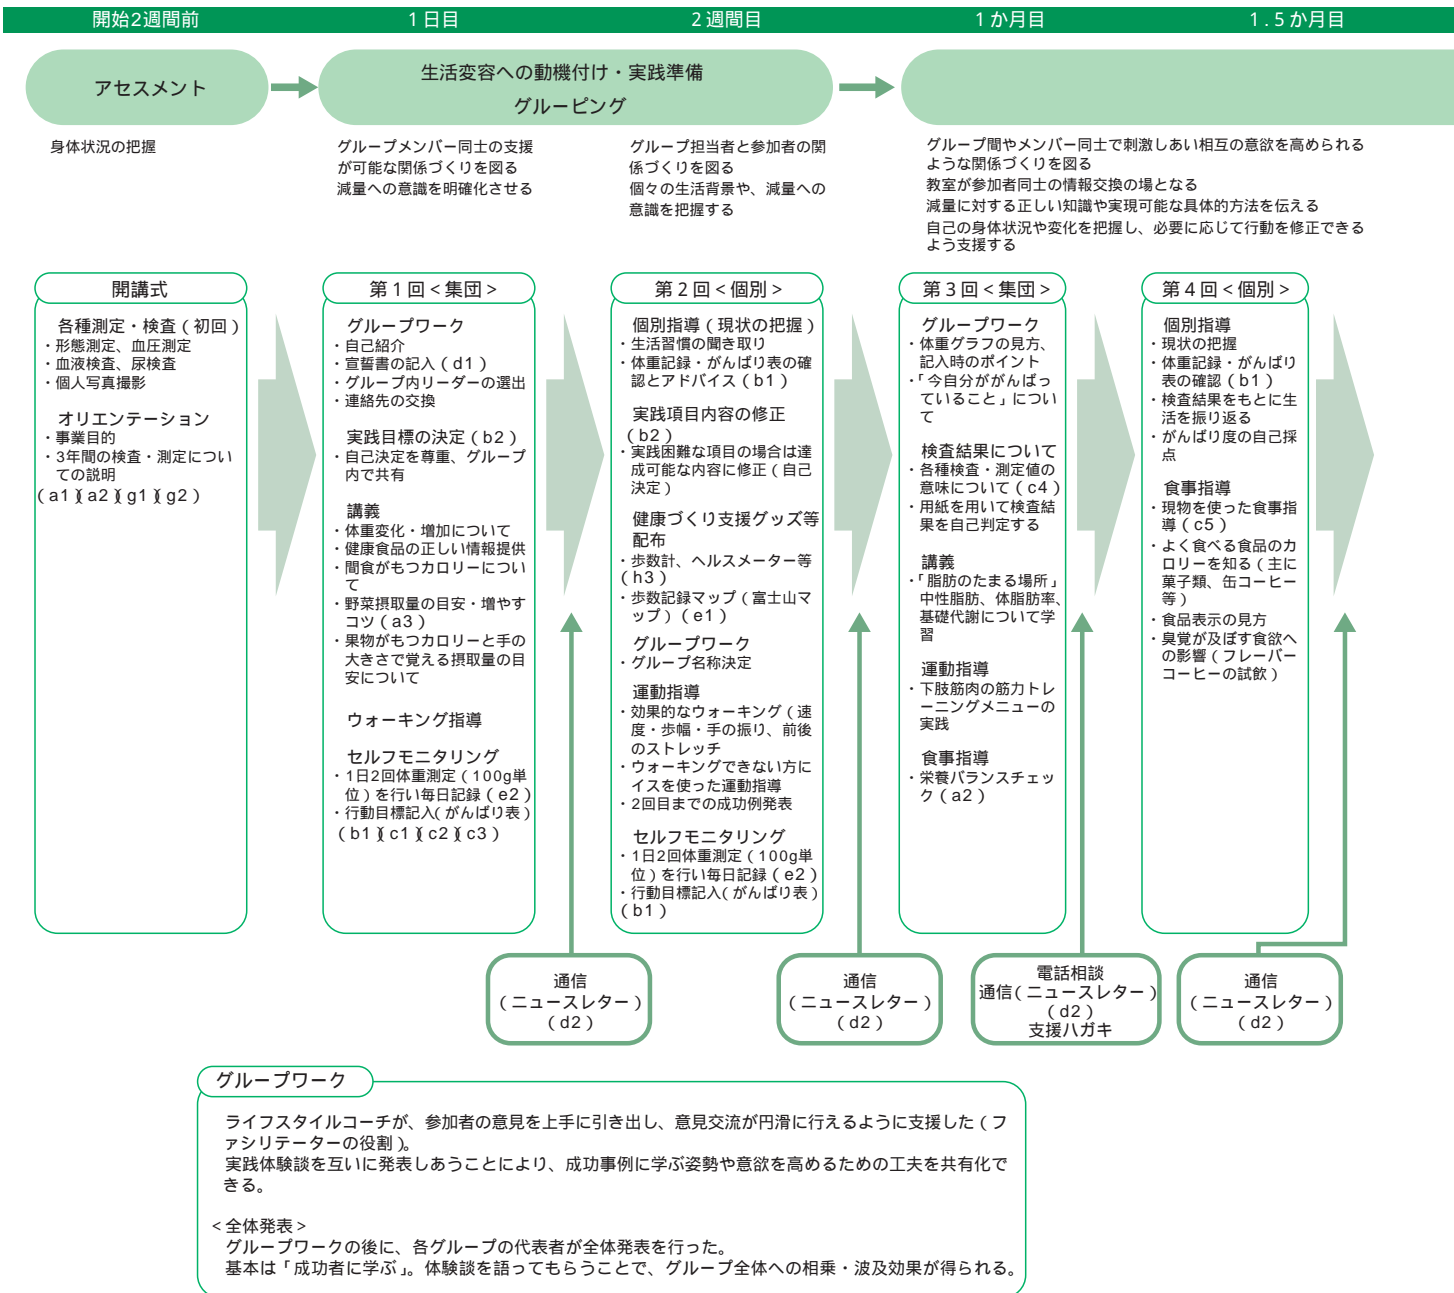 開始2週間前
1日目
2週間目
1か月目
1.5か月目
アセスメント
生活変容への動機付け・実践準備
グルーピング
身体状況の把握
グループメンバー同士の支援
が可能な関係づくりを図る
減量への意識を明確化させる
グループ担当者と参加者の関
係づくりを図る
個々の生活背景や、減量への
意識を把握する
グループ間やメンバー同士で刺激しあい相互の意欲を高められる
ような関係づくりを図る
教室が参加者同士の情報交換の場となる
減量に対する正しい知識や実現可能な具体的方法を伝える
自己の身体状況や変化を把握し、必要に応じて行動を修正できる
よう支援する
開講式
各種測定・検査(初回)
・形態測定、血圧測定
・血液検査、尿検査
・個人写真撮影
オリエンテーション
・事業目的
・3年間の検査・測定につい
ての説明
(a1)(a2)(g1)(g2)
第1回<集団>
グループワーク
・自己紹介
・宣誓書の記入(d1)
・グループ内リーダーの選出
・連絡先の交換
実践目標の決定(b2)
・自己決定を尊重、グループ
内で共有
講義
・体重変化・増加について
・健康食品の正しい情報提供
・間食がもつカロリーについ
て
・野菜摂取量の目安・増やす
コツ(a3)
・果物がもつカロリーと手の
大きさで覚える摂取量の目
安について
ウォーキング指導
セルフモニタリング
・1日2回体重測定(100g単
位)を行い毎日記録(e2)
・行動目標記入(がんばり表)
(b1)(c1)(c2)(c3)
第2回<個別>
個別指導(現状の把握)
・生活習慣の聞き取り
・体重記録・がんばり表の確
認とアドバイス(b1)
実践項目内容の修正
(b2)
・実践困難な項目の場合は達
成可能な内容に修正(自己
決定)
健康づくり支援グッズ等
配布
・歩数計、ヘルスメーター等
(h3)
・歩数記録マップ(富士山マ
ップ)(e1)
グループワーク
・グループ名称決定
運動指導
・効果的なウォーキング(速
度・歩幅・手の振り、前後
のストレッチ
・ウォーキングできない方に
イスを使った運動指導
・2回目までの成功例発表
セルフモニタリング
・1日2回体重測定(100g単
位)を行い毎日記録(e2)
・行動目標記入(がんばり表)
(b1)
第3回<集団>
グループワーク
・体重グラフの見方、
記入時のポイント
・「今自分ががんばっ
ていること」につい
て
検査結果について
・各種検査・測定値の
意味について(c4)
・用紙を用いて検査結
果を自己判定する
講義
・「脂肪のたまる場所」
中性脂肪、体脂肪率、
基礎代謝について学
習
運動指導
・下肢筋肉の筋力トレ
ーニングメニューの
実践
食事指導
・栄養バランスチェッ
ク(a2)
第4回<個別>
個別指導
・現状の把握
・体重記録・がんばり
表の確認(b1)
・検査結果をもとに生
活を振り返る
・がんばり度の自己採
点
食事指導
・現物を使った食事指
導(c5)
・よく食べる食品のカ
ロリーを知る(主に
菓子類、缶コーヒー
等)
・食品表示の見方
・臭覚が及ぼす食欲へ
の影響(フレーバー
コーヒーの試飲)
通信
(ニュースレター)
(d2)
通信
(ニュースレター)
(d2)
電話相談
通信(ニュースレター)
(d2)
支援ハガキ
通信
(ニュースレター)
(d2)
グループワーク
ライフスタイルコーチが、参加者の意見を上手に引き出し、意見交流が円滑に行えるように支援した(フ
ァシリテーターの役割)。
実践体験談を互いに発表しあうことにより、成功事例に学ぶ姿勢や意欲を高めるための工夫を共有化で
きる。
<全体発表>
グループワークの後に、各グループの代表者が全体発表を行った。
基本は「成功者に学ぶ」。体験談を語ってもらうことで、グループ全体への相乗・波及効果が得られる。